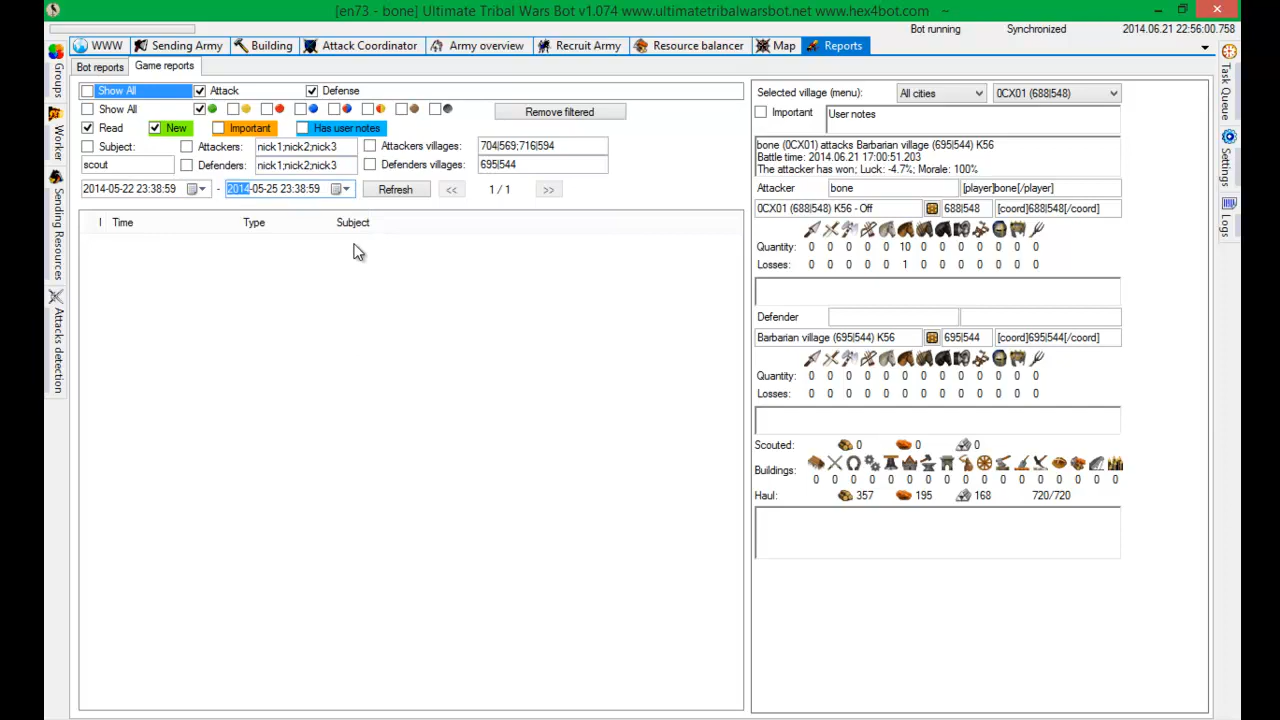 [en73 - bone] Ultimate Tribal Wars Bot v1.074 www.ultimatetribalwarsbot.net www.hex4bot.com ~
Bot running Synchronized 2014.06.21 22:56:00.758
WWW Sending Army Building Attack Coordinator Army overview Recruit Army Resource balancer Map Reports
Bot reports Game reports
Groups
Worker
Sending Resources
Attacks detection
Show All Attack Defense
Show All Remove filtered
Read New Important Has user notes
Subject: Attackers: nick1;nick2;nick3 Attackers villages: 704|569;716|594
scout Defenders: nick1;nick2;nick3 Defenders villages: 695|544
2014-05-22 23:38:59 - 2014-05-25 23:38:59 Refresh << 1 / 1 >>
I Time Type Subject
Selected village (menu): All cities 0CX01 (688|548)
Important User notes
bone (0CX01) attacks Barbarian village (695|544) K56
Battle time: 2014.06.21 17:00:51.203
The attacker has won; Luck: -4.7%; Morale: 100%
Attacker bone [player]bone[/player]
0CX01 (688|548) K56 - Off 688|548 [coord]688|548[/coord]
Quantity: 0 0 0 0 0 10 0 0 0 0 0 0 0
Losses: 0 0 0 0 0 1 0 0 0 0 0 0 0
Defender
Barbarian village (695|544) K56 695|544 [coord]695|544[/coord]
Quantity: 0 0 0 0 0 0 0 0 0 0 0 0 0
Losses: 0 0 0 0 0 0 0 0 0 0 0 0 0
Scouted: 0 0 0
Buildings:
0 0 0 0 0 0 0 0 0 0 0 0 0 0 0 0 0
Haul: 357 195 168 720/720
Task Queue
Settings
Logs